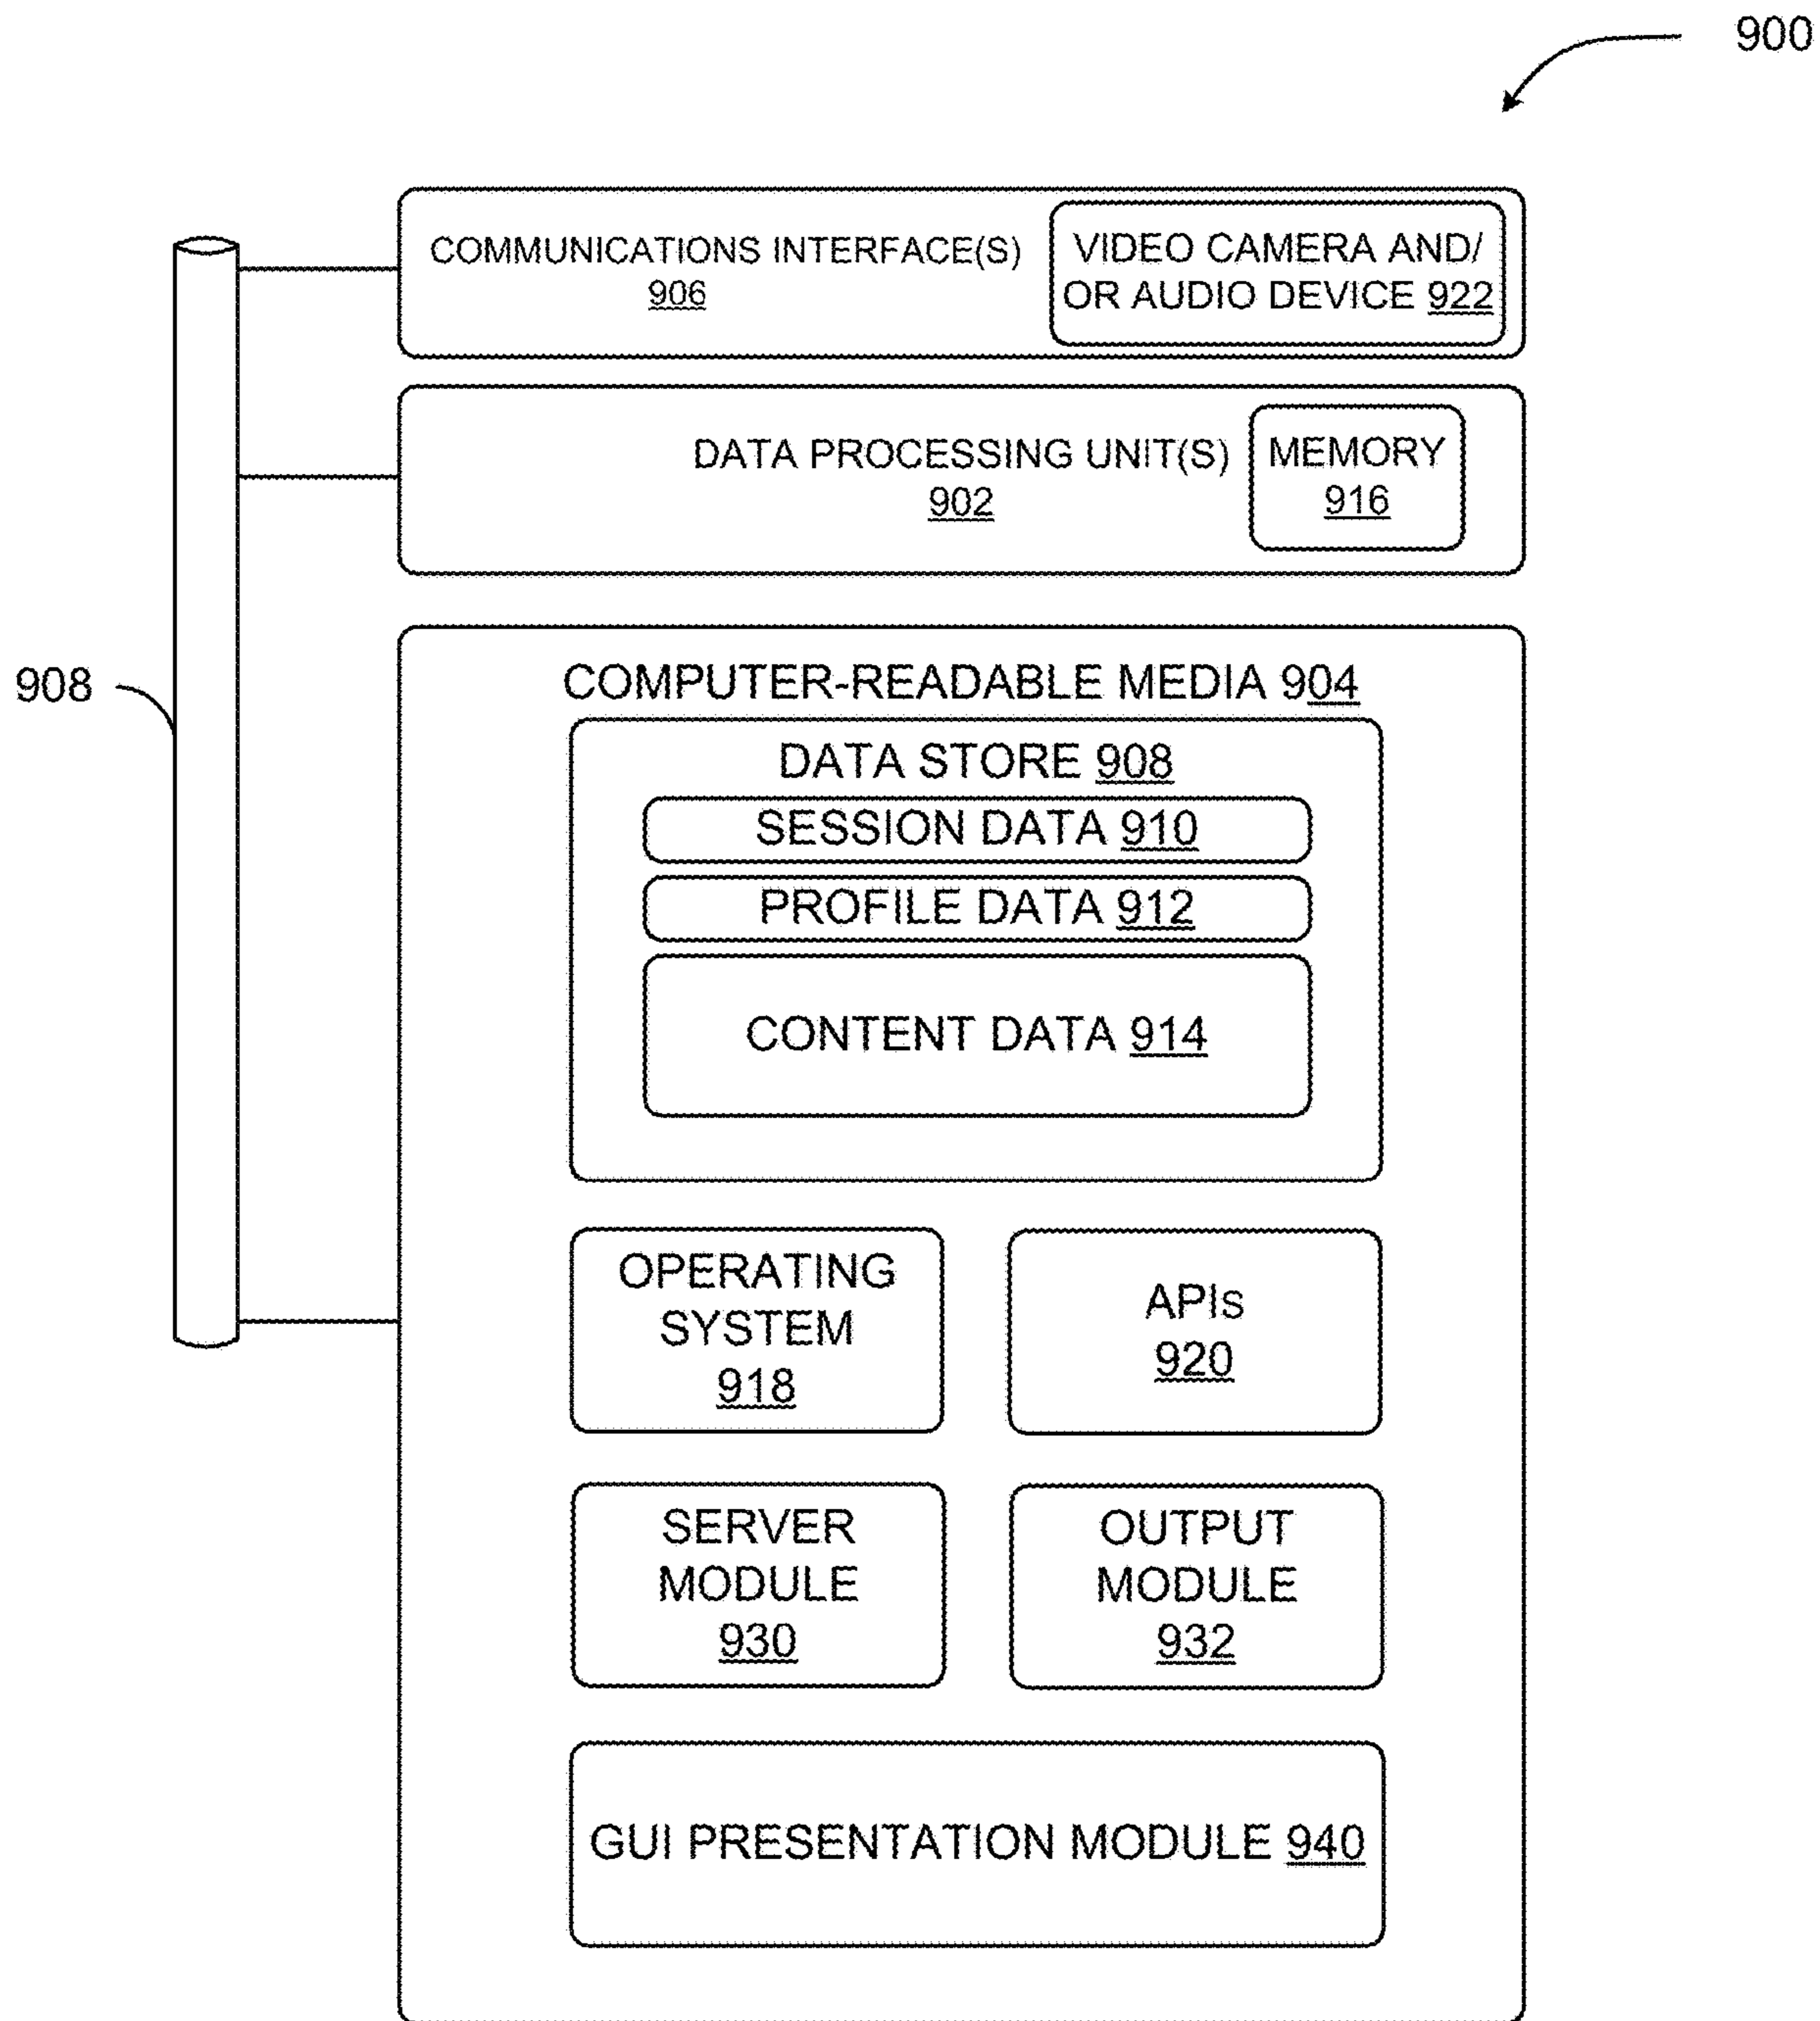 900
COMMUNICATIONS INTERFACE(S)
906
VIDEO CAMERA AND/
OR AUDIO DEVICE 922
DATA PROCESSING UNIT(S)
902
MEMORY
916
908
COMPUTER-READABLE MEDIA 904
DATA STORE 908
SESSION DATA 910
PROFILE DATA 912
CONTENT DATA 914
OPERATING
SYSTEM
918
APIs
920
SERVER
MODULE
930
OUTPUT
MODULE
932
GUI PRESENTATION MODULE 940